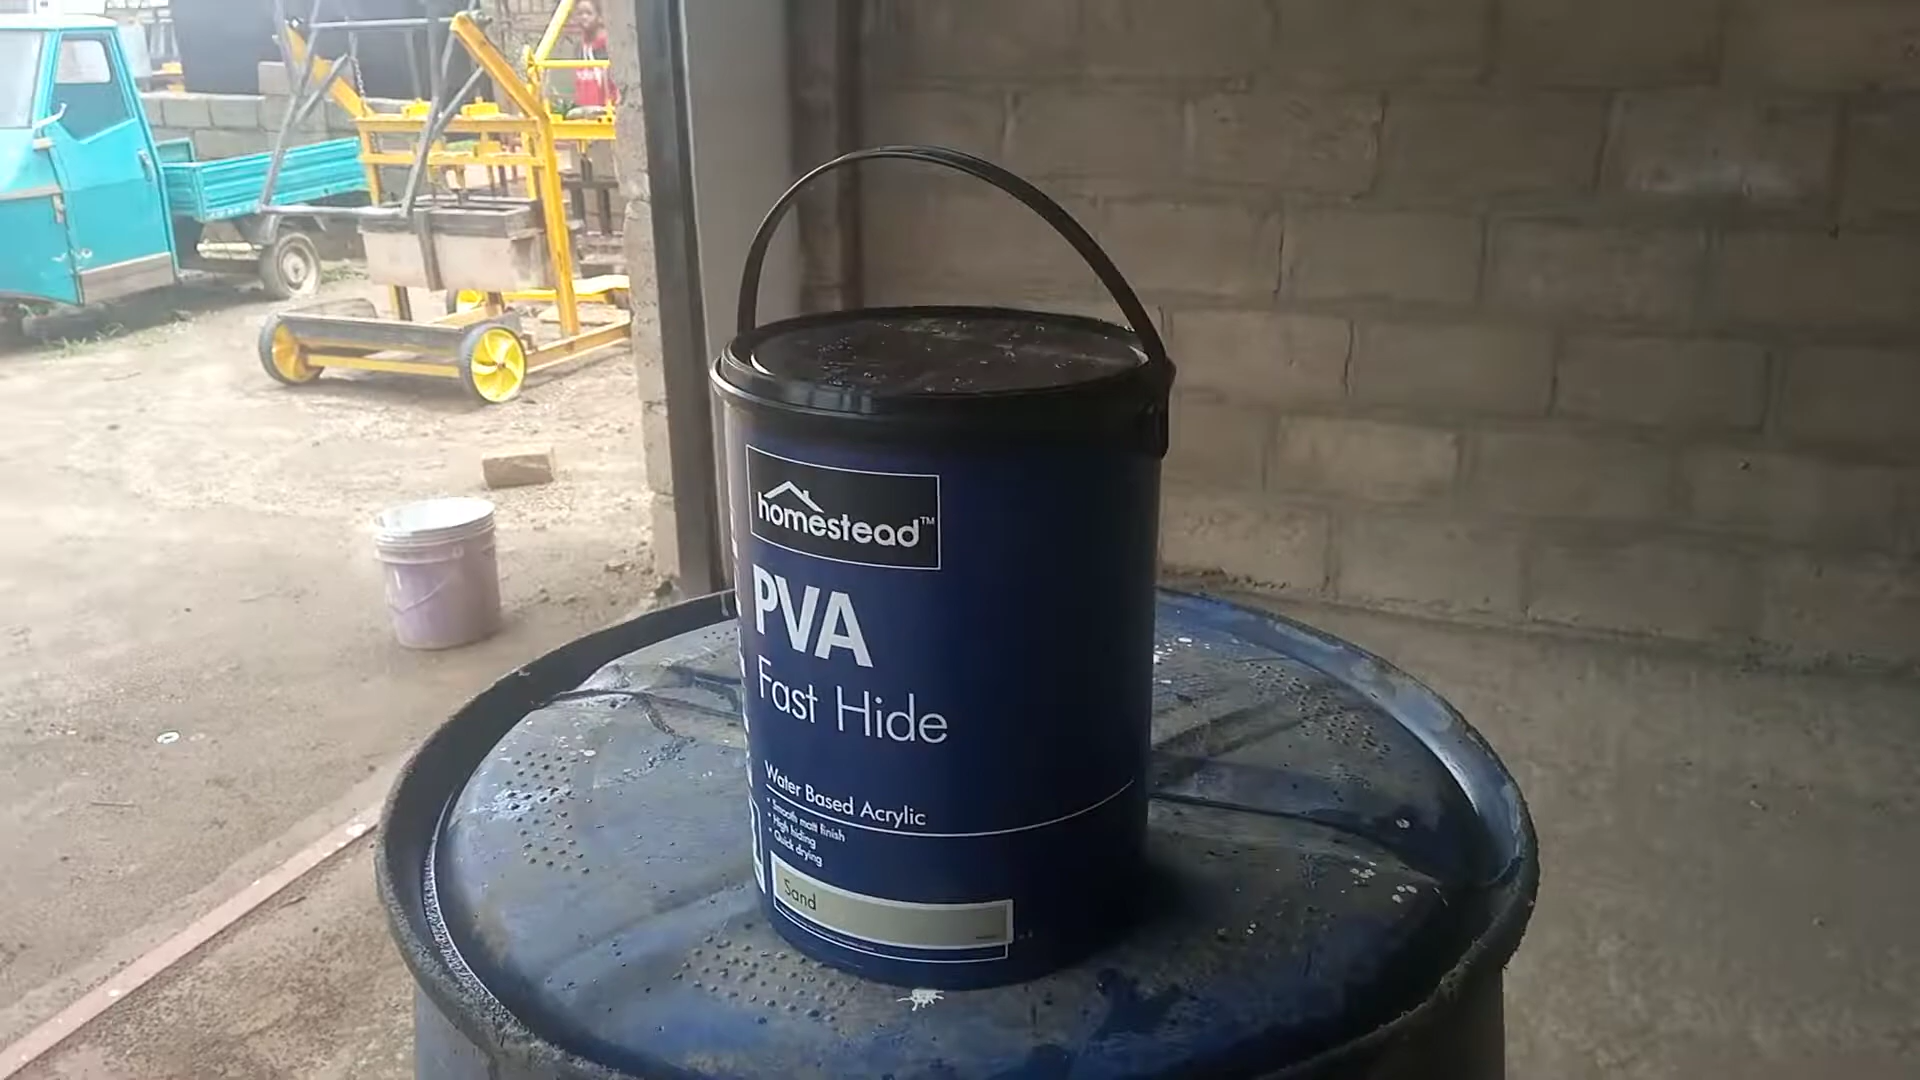 homestead™
PVA
Fast Hide
Water Based Acrylic
• Smooth matt finish
• High hiding
• Quick drying
Sand